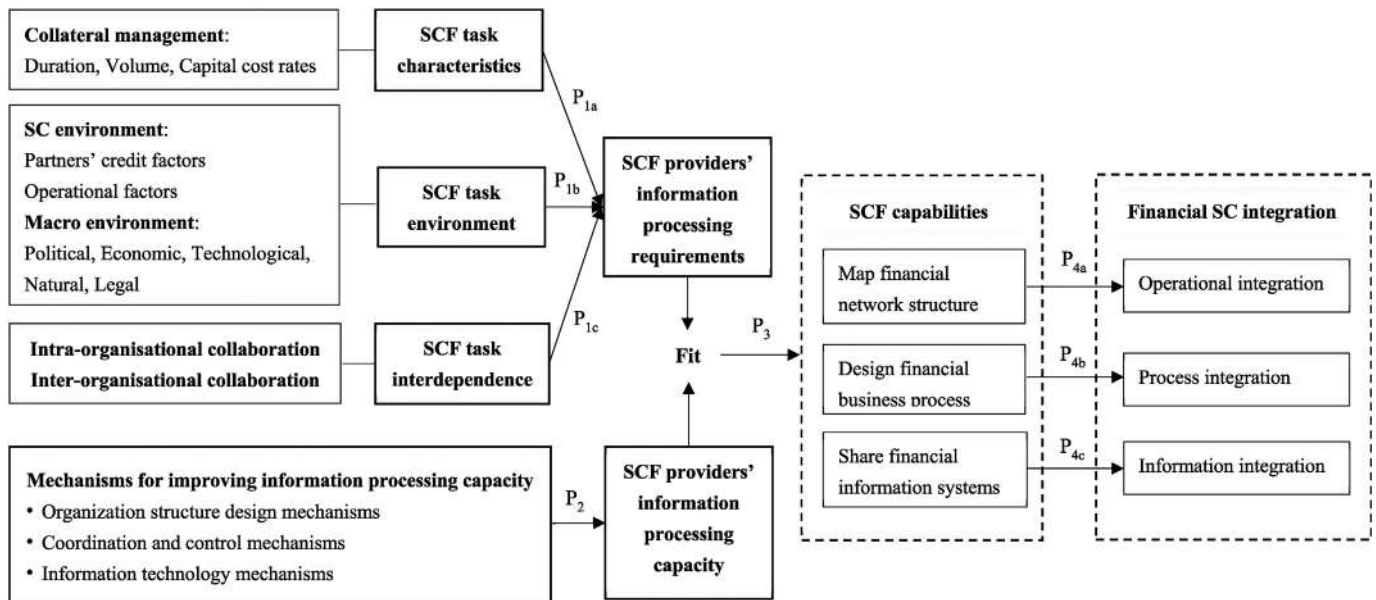 Collateral management:
Duration, Volume, Capital cost rates
SCF task
characteristics
P1a
SC environment:
Partners' credit factors
Operational factors
Macro environment:
Political, Economic, Technological,
Natural, Legal
SCF task
environment
P1b
Intra-organisational collaboration
Inter-organisational collaboration
SCF task
interdependence
P1c
SCF providers'
information
processing
requirements
Fit
P3
Mechanisms for improving information processing capacity
• Organization structure design mechanisms
• Coordination and control mechanisms
• Information technology mechanisms
P2
SCF providers'
information
processing
capacity
SCF capabilities
Map financial
network structure
Design financial
business process
Share financial
information systems
P4a
P4b
P4c
Financial SC integration
Operational integration
Process integration
Information integration